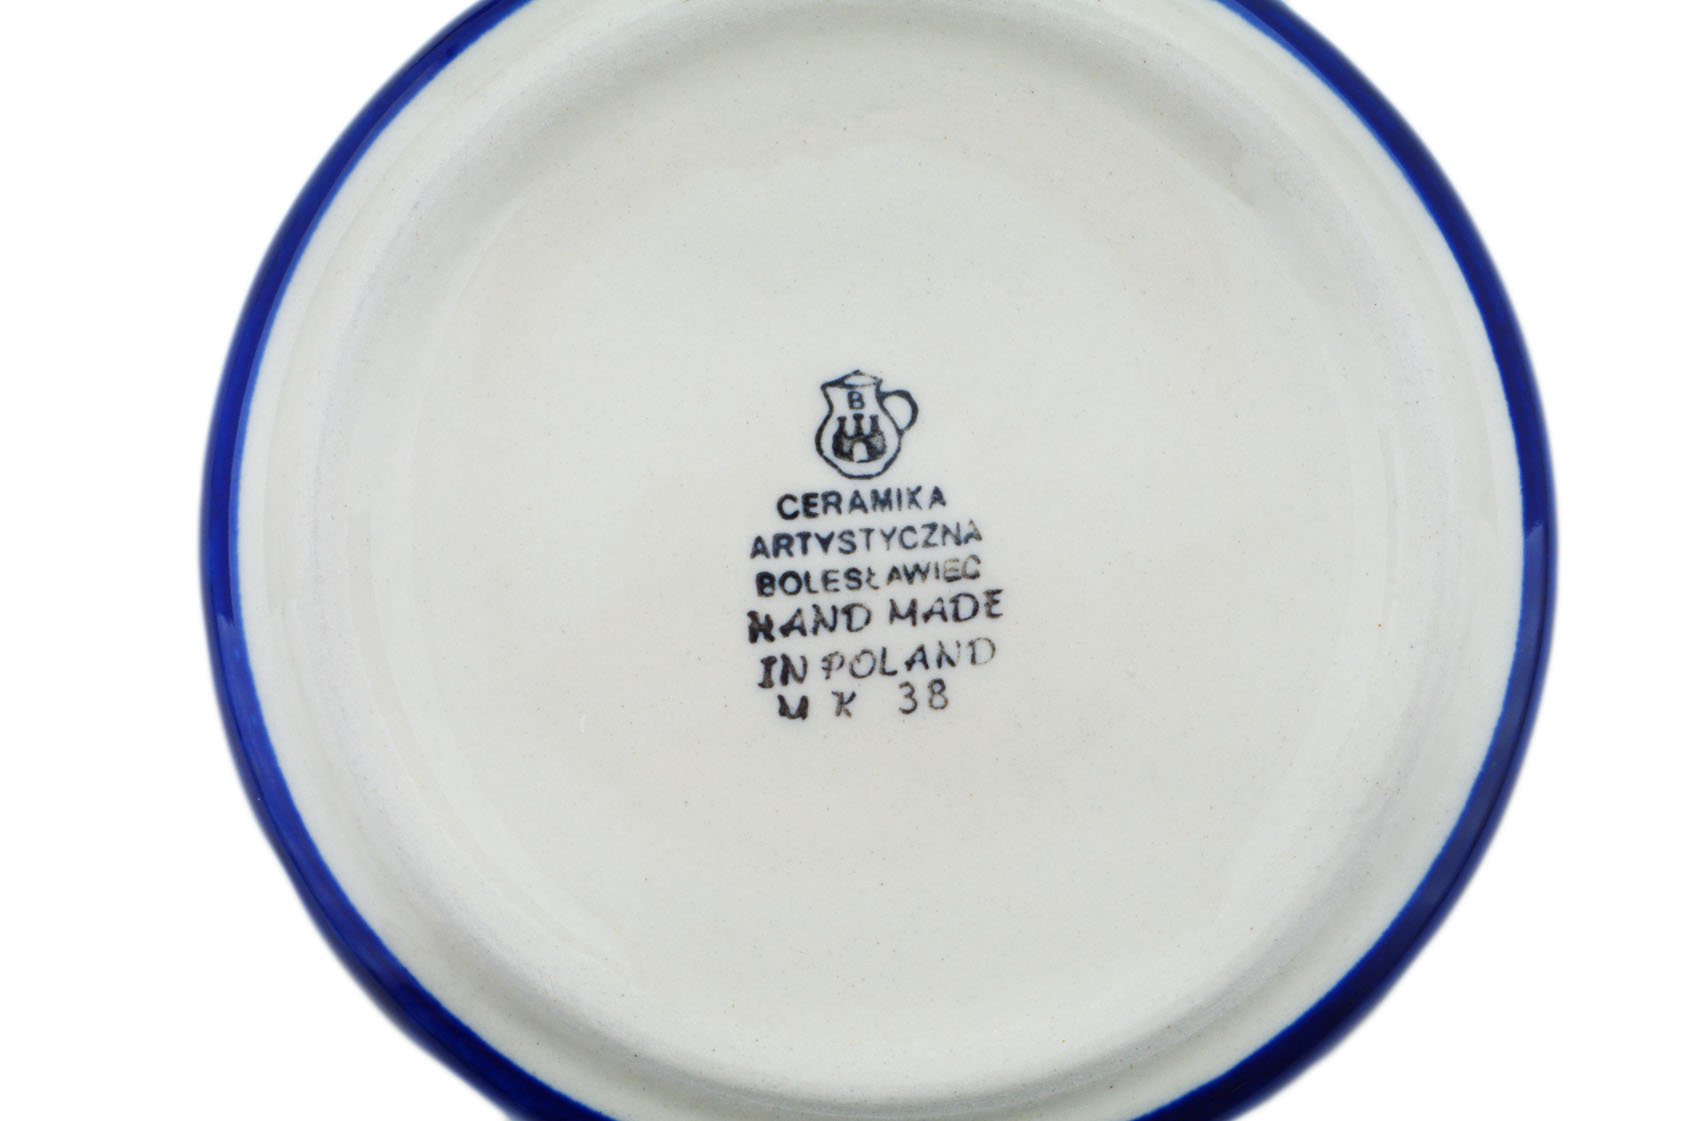 B
CERAMIKA
ARTYSTYCZNA
BOLESŁAWIEC
HAND MADE
IN POLAND
M K 38